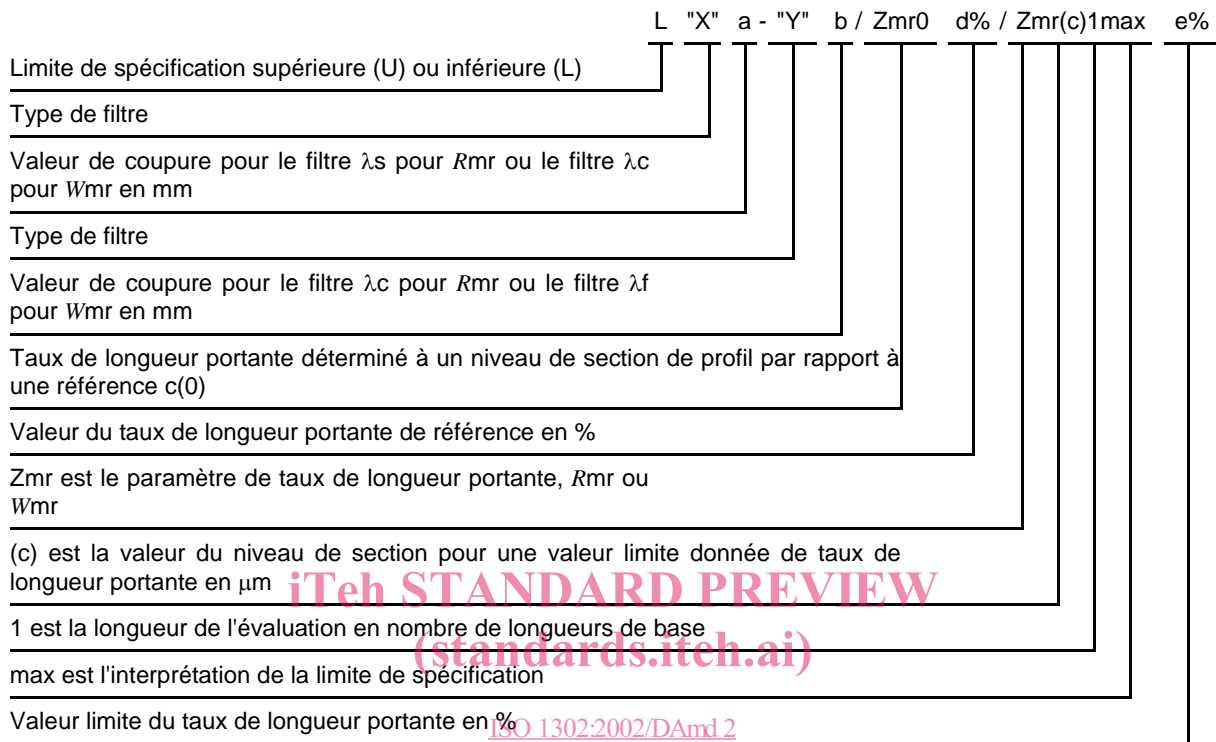 L "X" a - "Y" b / Zmr0 d% / Zmr(c)1max e%
Limite de spécification supérieure (U) ou inférieure (L)
Type de filtre
Valeur de coupure pour le filtre λs pour Rmr ou le filtre λc
pour Wmr en mm
Type de filtre
Valeur de coupure pour le filtre λc pour Rmr ou le filtre λf
pour Wmr en mm
Taux de longueur portante déterminé à un niveau de section de profil par rapport à
une référence c(0)
Valeur du taux de longueur portante de référence en %
Zmr est le paramètre de taux de longueur portante, Rmr ou
Wmr
(c) est la valeur du niveau de section pour une valeur limite donnée de taux de
longueur portante en µm
iTeh STANDARD PREVIEW
1 est la longueur de l'évaluation en nombre de longueurs de base
(standards.iteh.ai)
max est l'interprétation de la limite de spécification
Valeur limite du taux de longueur portante en %
ISO 1302:2002/DAmd 2